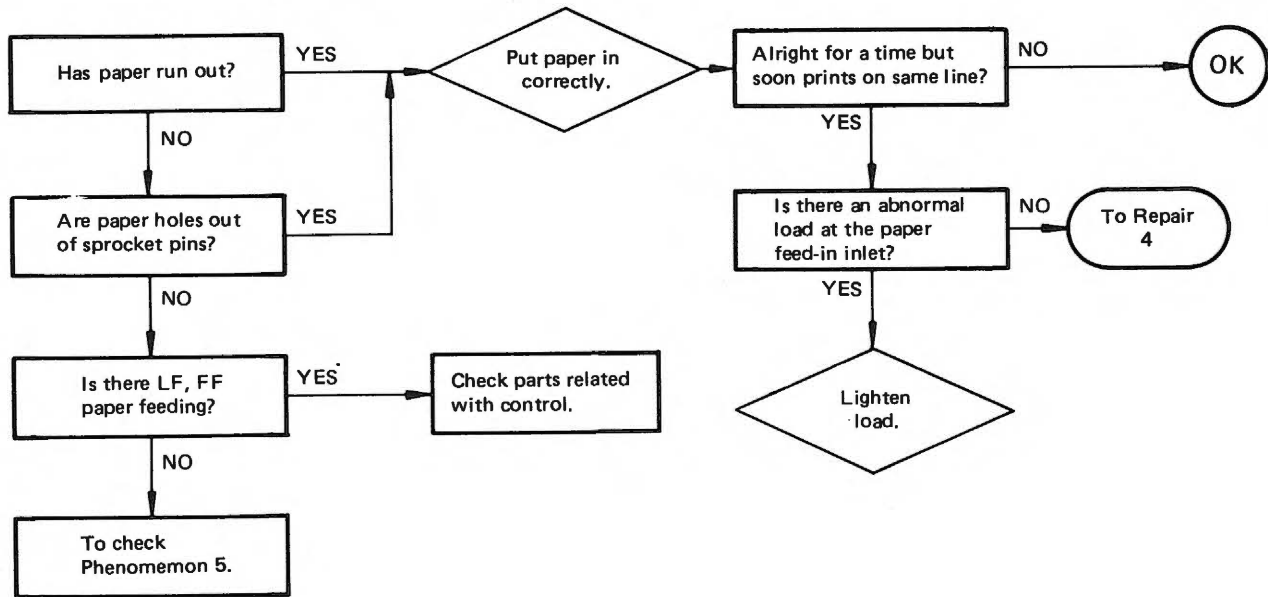 Has paper run out?
YES
NO
Put paper in
correctly.
Alright for a time but
soon prints on same line?
NO
OK
YES
Are paper holes out
of sprocket pins?
YES
NO
Is there an abnormal
load at the paper
feed-in inlet?
NO
To Repair
4
YES
Is there LF, FF
paper feeding?
YES
Check parts related
with control.
NO
Lighten
load.
To check
Phenomemon 5.